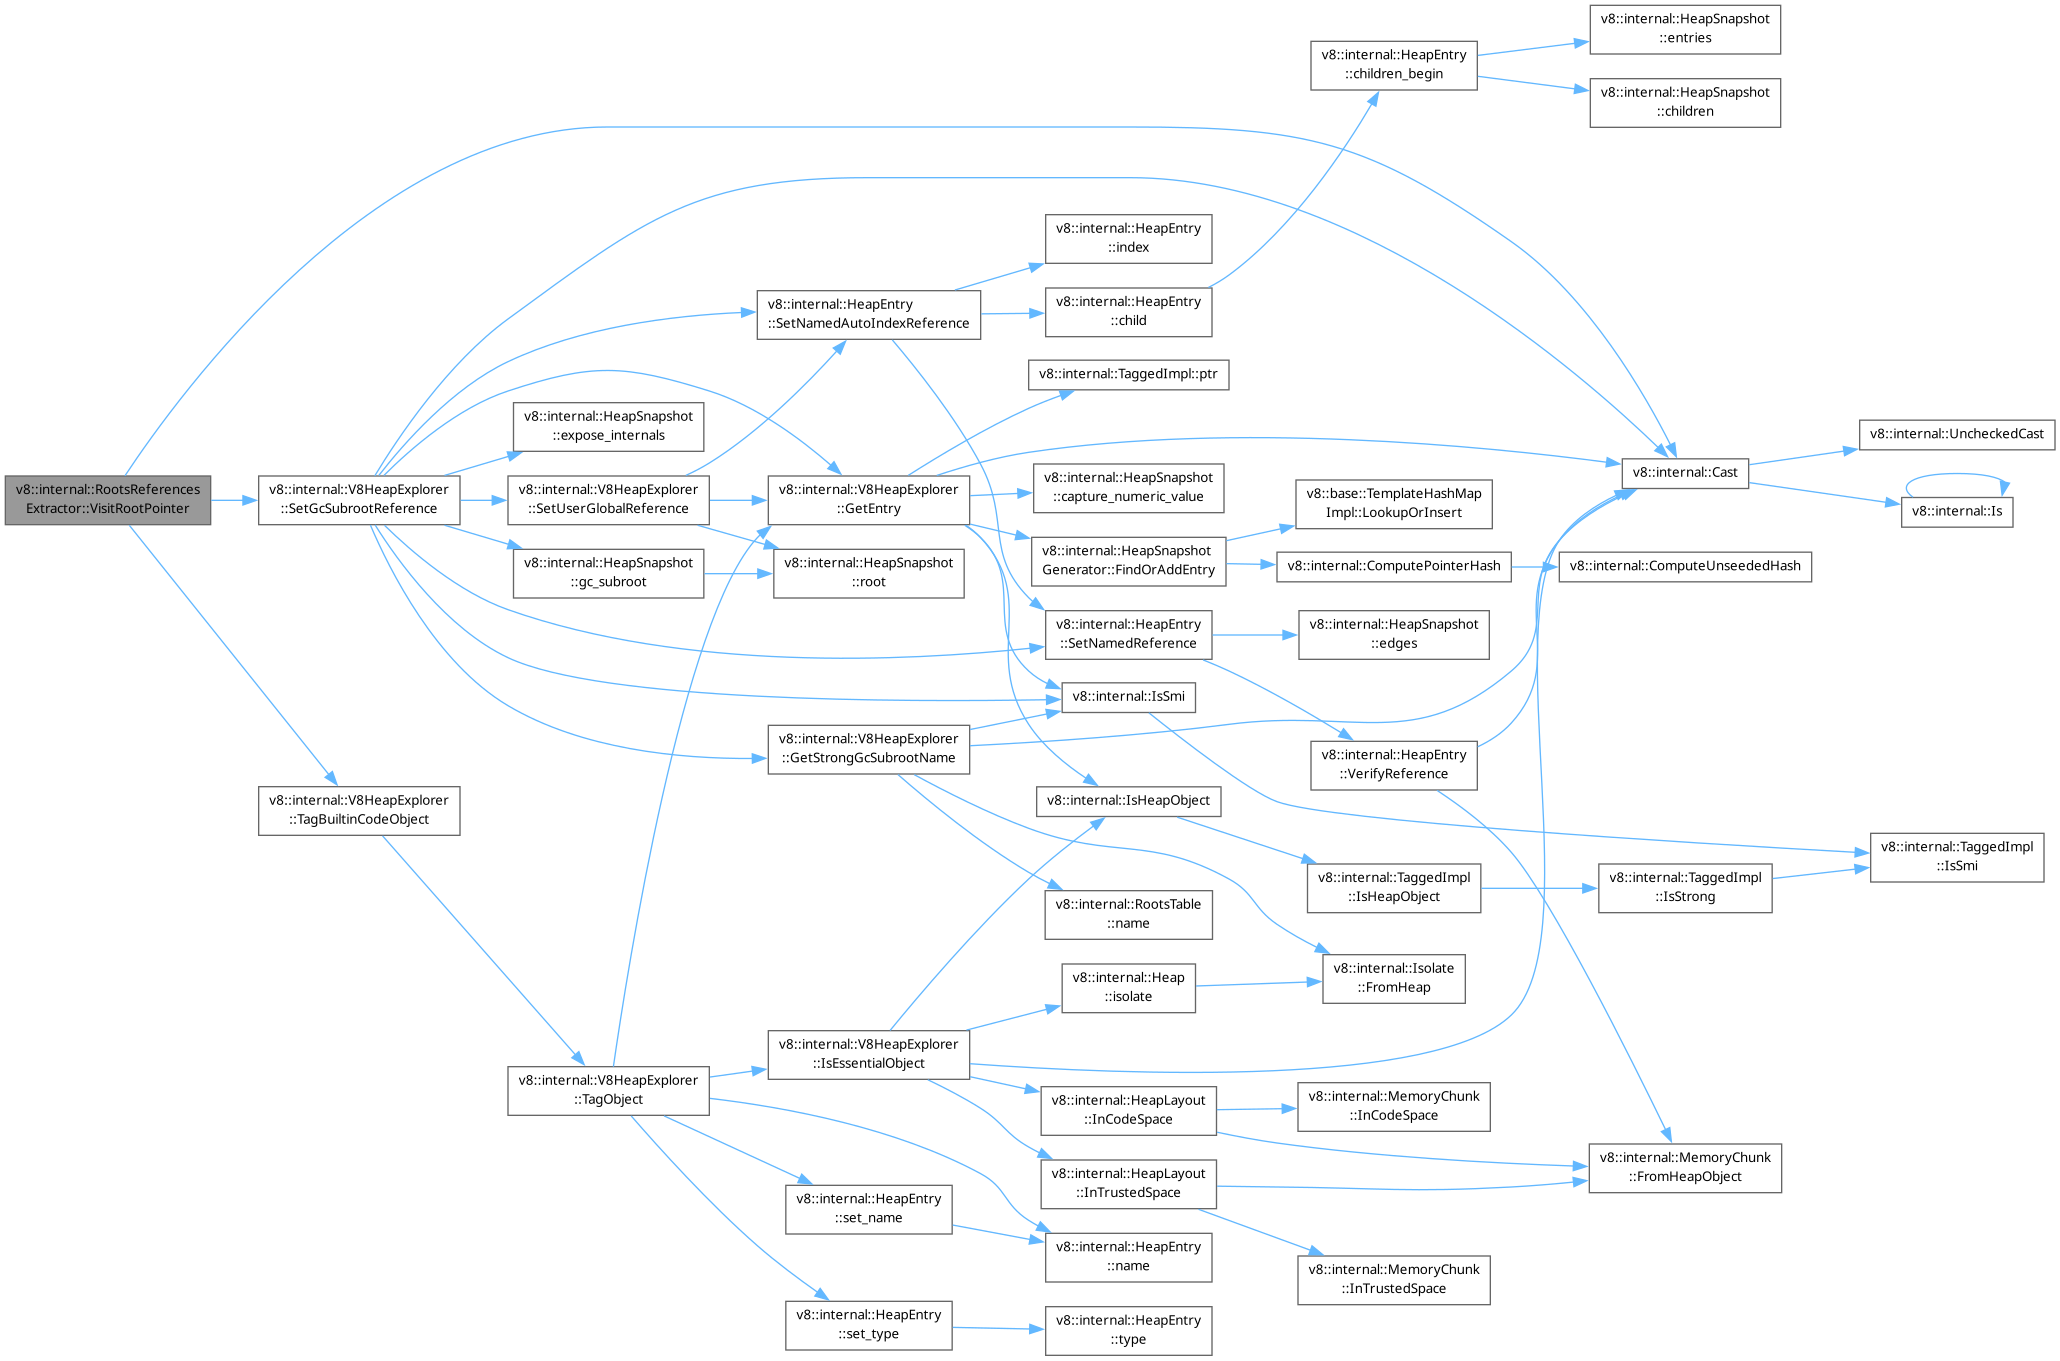 v8::internal::RootsReferences
Extractor::VisitRootPointer
v8::internal::V8HeapExplorer
::SetGcSubrootReference
v8::internal::V8HeapExplorer
::TagBuiltinCodeObject
v8::internal::HeapSnapshot
::expose_internals
v8::internal::V8HeapExplorer
::SetUserGlobalReference
v8::internal::HeapSnapshot
::gc_subroot
v8::internal::V8HeapExplorer
::TagObject
v8::internal::HeapEntry
::SetNamedAutoIndexReference
v8::internal::V8HeapExplorer
::GetEntry
v8::internal::HeapSnapshot
::root
v8::internal::V8HeapExplorer
::GetStrongGcSubrootName
v8::internal::V8HeapExplorer
::IsEssentialObject
v8::internal::HeapEntry
::set_name
v8::internal::HeapEntry
::set_type
v8::internal::HeapEntry
::index
v8::internal::HeapEntry
::child
v8::internal::TaggedImpl::ptr
v8::internal::HeapSnapshot
::capture_numeric_value
v8::internal::HeapSnapshot
Generator::FindOrAddEntry
v8::internal::HeapEntry
::SetNamedReference
v8::internal::IsSmi
v8::internal::IsHeapObject
v8::internal::RootsTable
::name
v8::internal::Heap
::isolate
v8::internal::HeapLayout
::InCodeSpace
v8::internal::HeapLayout
::InTrustedSpace
v8::internal::HeapEntry
::name
v8::internal::HeapEntry
::type
v8::internal::HeapEntry
::children_begin
v8::base::TemplateHashMap
Impl::LookupOrInsert
v8::internal::ComputePointerHash
v8::internal::HeapSnapshot
::edges
v8::internal::HeapEntry
::VerifyReference
v8::internal::TaggedImpl
::IsHeapObject
v8::internal::Isolate
::FromHeap
v8::internal::MemoryChunk
::InCodeSpace
v8::internal::MemoryChunk
::InTrustedSpace
v8::internal::HeapSnapshot
::entries
v8::internal::HeapSnapshot
::children
v8::internal::Cast
v8::internal::ComputeUnseededHash
v8::internal::TaggedImpl
::IsStrong
v8::internal::MemoryChunk
::FromHeapObject
v8::internal::UncheckedCast
v8::internal::Is
v8::internal::TaggedImpl
::IsSmi